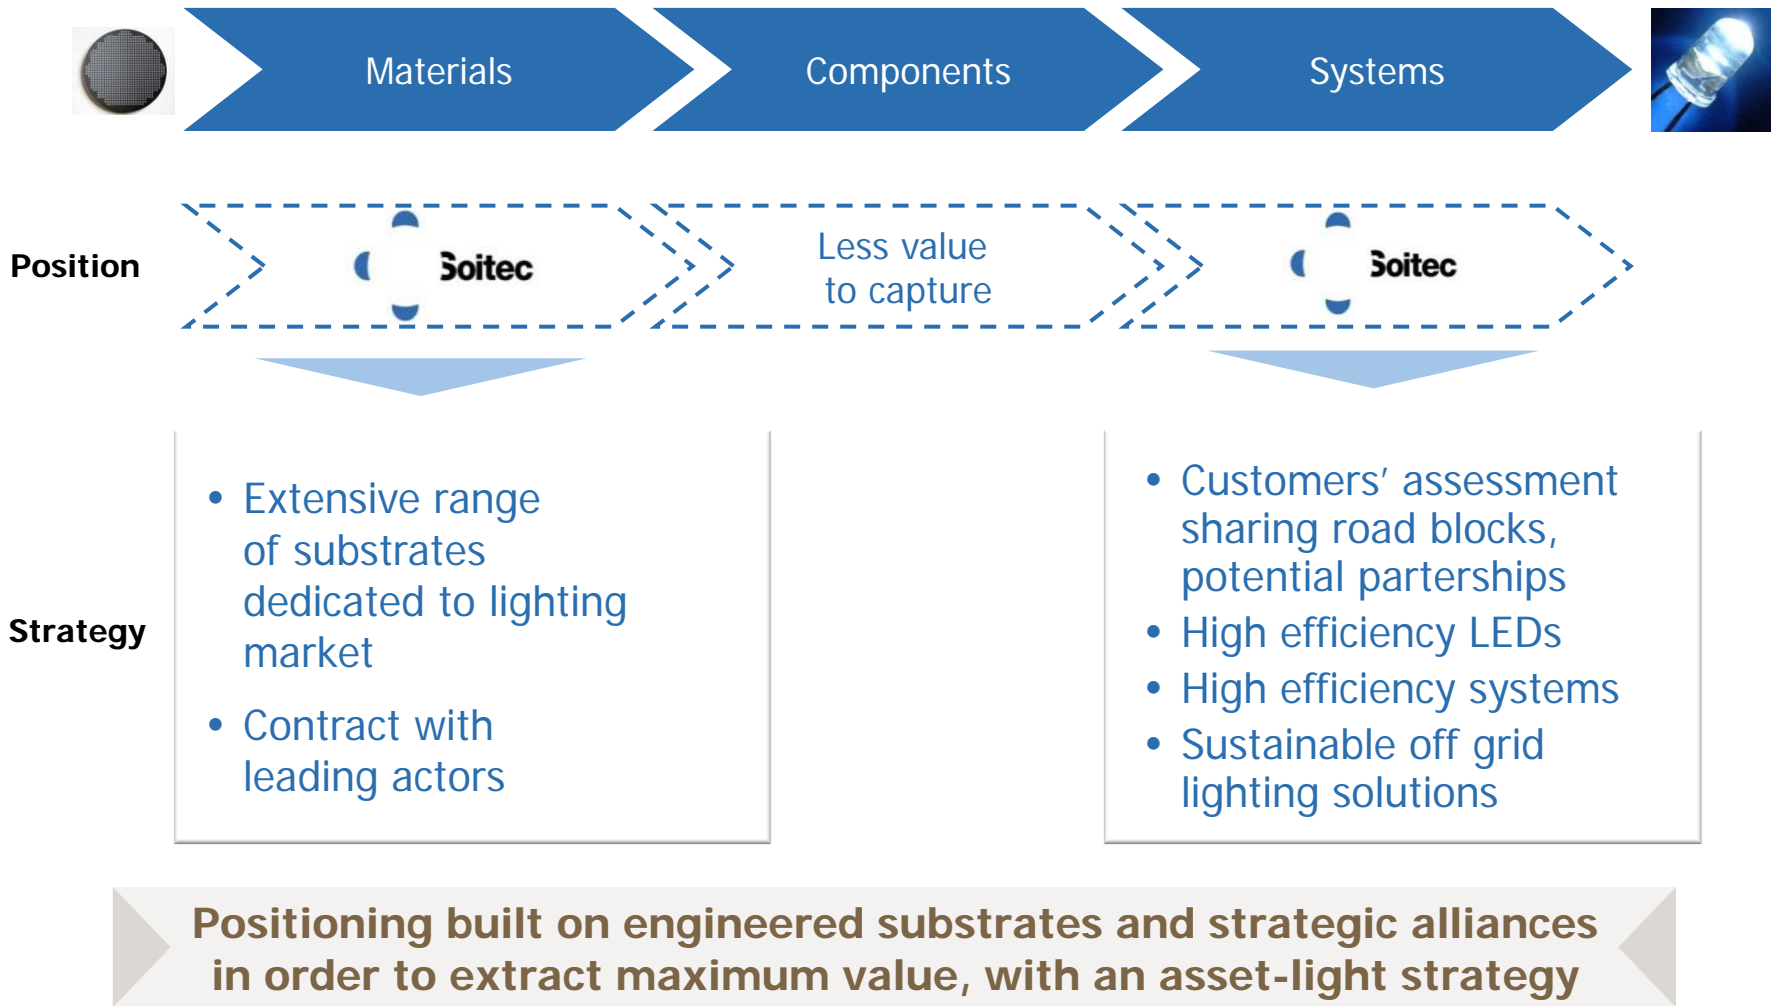 Materials
Components
Systems
Position
Soitec
Less value
to capture
Soitec
Strategy
• Extensive range
of substrates
dedicated to lighting
market
• Contract with
leading actors
• Customers’ assessment
sharing road blocks,
potential parterships
• High efficiency LEDs
• High efficiency systems
• Sustainable off grid
lighting solutions
Positioning built on engineered substrates and strategic alliances
in order to extract maximum value, with an asset-light strategy